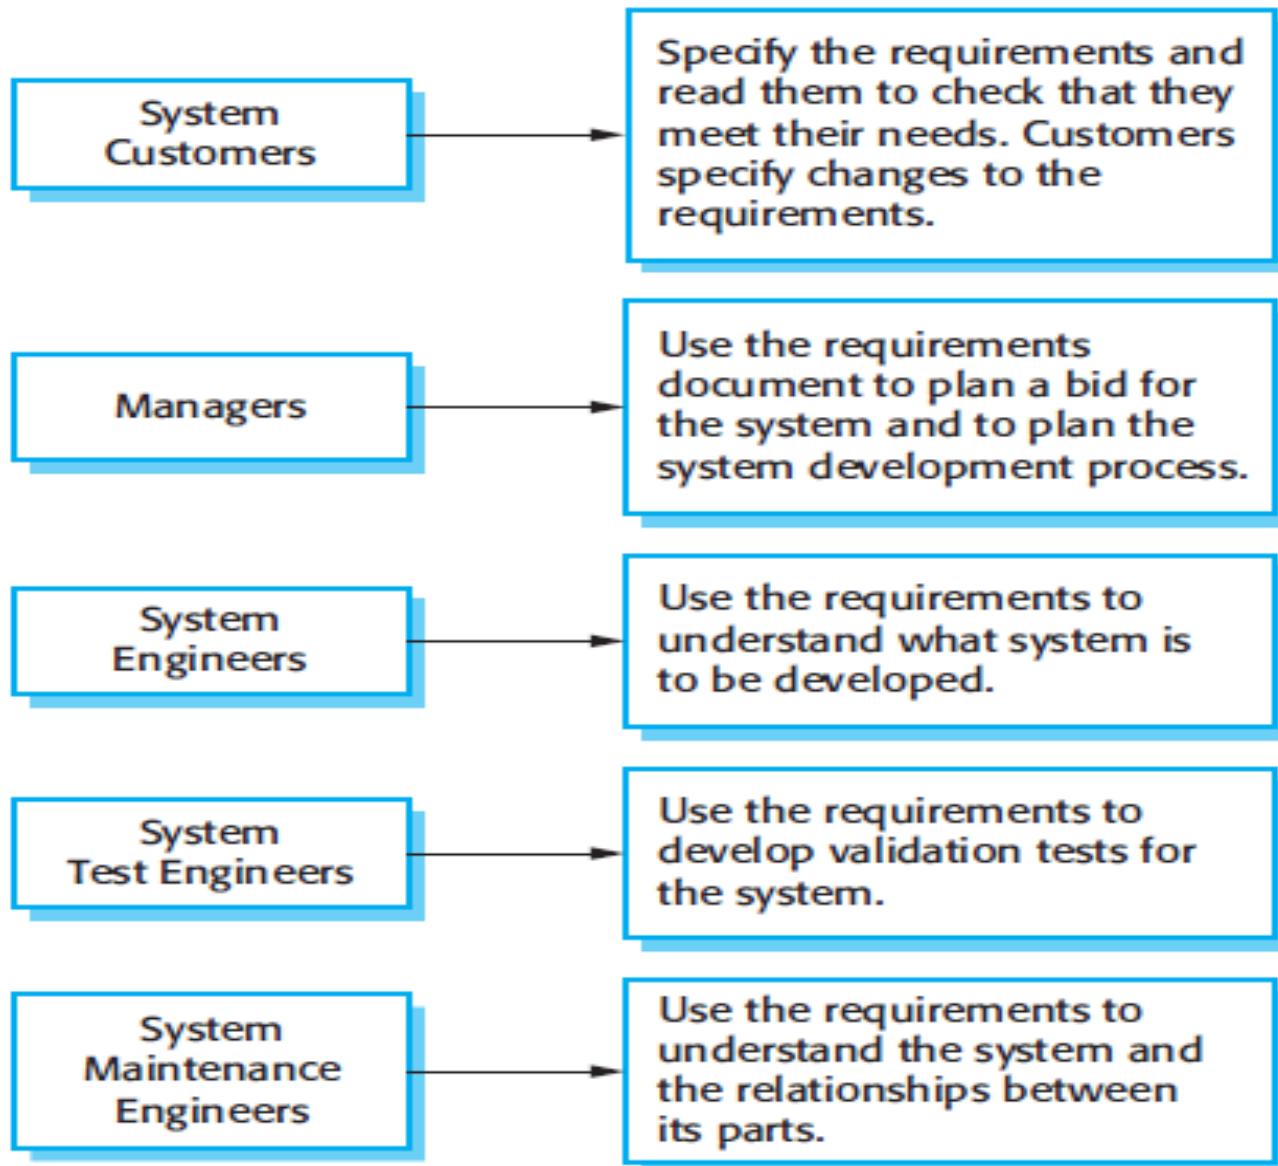 System
Customers
Specify the requirements and
read them to check that they
meet their needs. Customers
specify changes to the
requirements.
Managers
Use the requirements
document to plan a bid for
the system and to plan the
system development process.
System
Engineers
Use the requirements to
understand what system is
to be developed.
System
Test Engineers
Use the requirements to
develop validation tests for
the system.
System
Maintenance
Engineers
Use the requirements to
understand the system and
the relationships between
its parts.